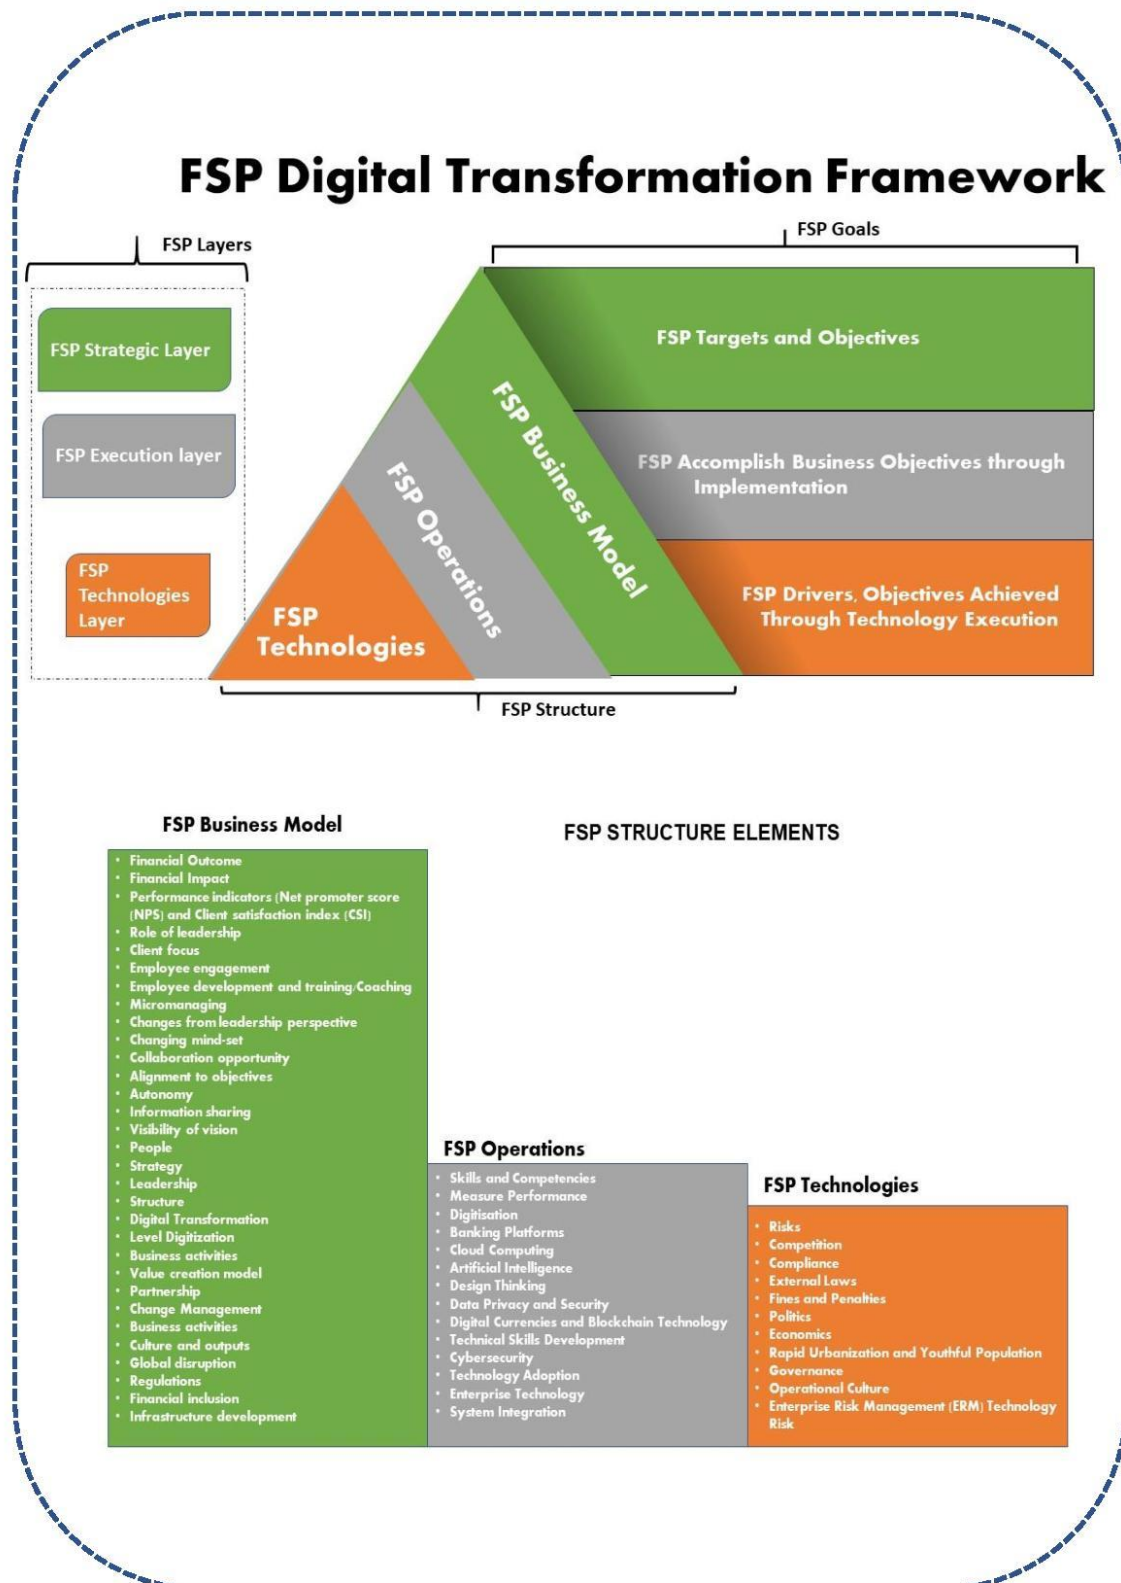 FSP Digital Transformation Framework
FSP Layers
FSP Goals
FSP Strategic Layer
FSP Execution layer
FSP
Technologies
Layer
FSP Business Model
FSP Operations
FSP
Technologies
FSP Targets and Objectives
FSP Accomplish Business Objectives through
Implementation
FSP Drivers, Objectives Achieved
Through Technology Execution
FSP Structure
FSP STRUCTURE ELEMENTS
FSP Business Model
• Financial Outcome
• Financial Impact
• Performance indicators (Net promoter score
(NPS) and Client satisfaction index (CSI)
• Role of leadership
• Client focus
• Employee engagement
• Employee development and training/Coaching
• Micromanaging
• Changes from leadership perspective
• Changing mind-set
• Collaboration opportunity
• Alignment to objectives
• Autonomy
• Information sharing
• Visibility of vision
• People
• Strategy
• Leadership
• Structure
• Digital Transformation
• Level Digitization
• Business activities
• Value creation model
• Partnership
• Change Management
• Business activities
• Culture and outputs
• Global disruption
• Regulations
• Financial inclusion
• Infrastructure development
FSP Operations
• Skills and Competencies
• Measure Performance
• Digitisation
• Banking Platforms
• Cloud Computing
• Artificial Intelligence
• Design Thinking
• Data Privacy and Security
• Digital Currencies and Blockchain Technology
• Technical Skills Development
• Cybersecurity
• Technology Adoption
• Enterprise Technology
• System Integration
FSP Technologies
• Risks
• Competition
• Compliance
• External Laws
• Fines and Penalties
• Politics
• Economics
• Rapid Urbanization and Youthful Population
• Governance
• Operational Culture
• Enterprise Risk Management (ERM) Technology
Risk